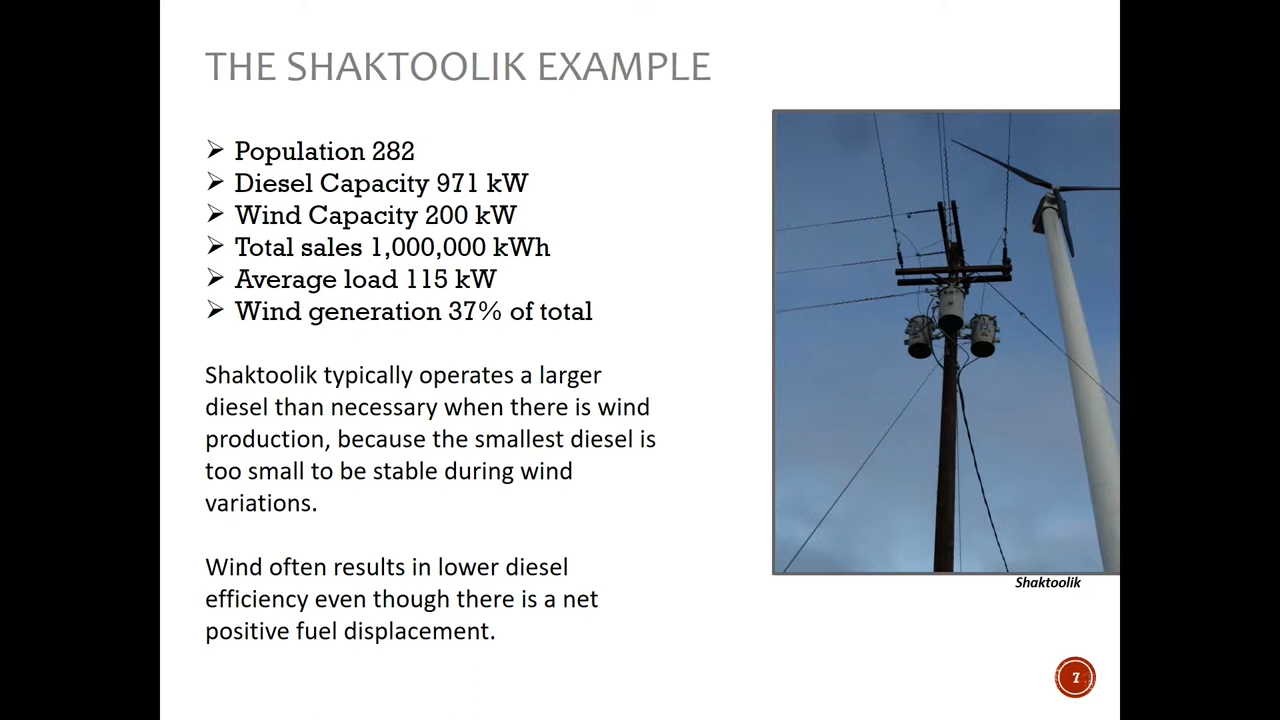 THE SHAKTOOLIK EXAMPLE
➢ Population 282
➢ Diesel Capacity 971 kW
➢ Wind Capacity 200 kW
➢ Total sales 1,000,000 kWh
➢ Average load 115 kW
➢ Wind generation 37% of total
Shaktoolik typically operates a larger
diesel than necessary when there is wind
production, because the smallest diesel is
too small to be stable during wind
variations.
Wind often results in lower diesel
efficiency even though there is a net
positive fuel displacement.
Shaktoolik
7